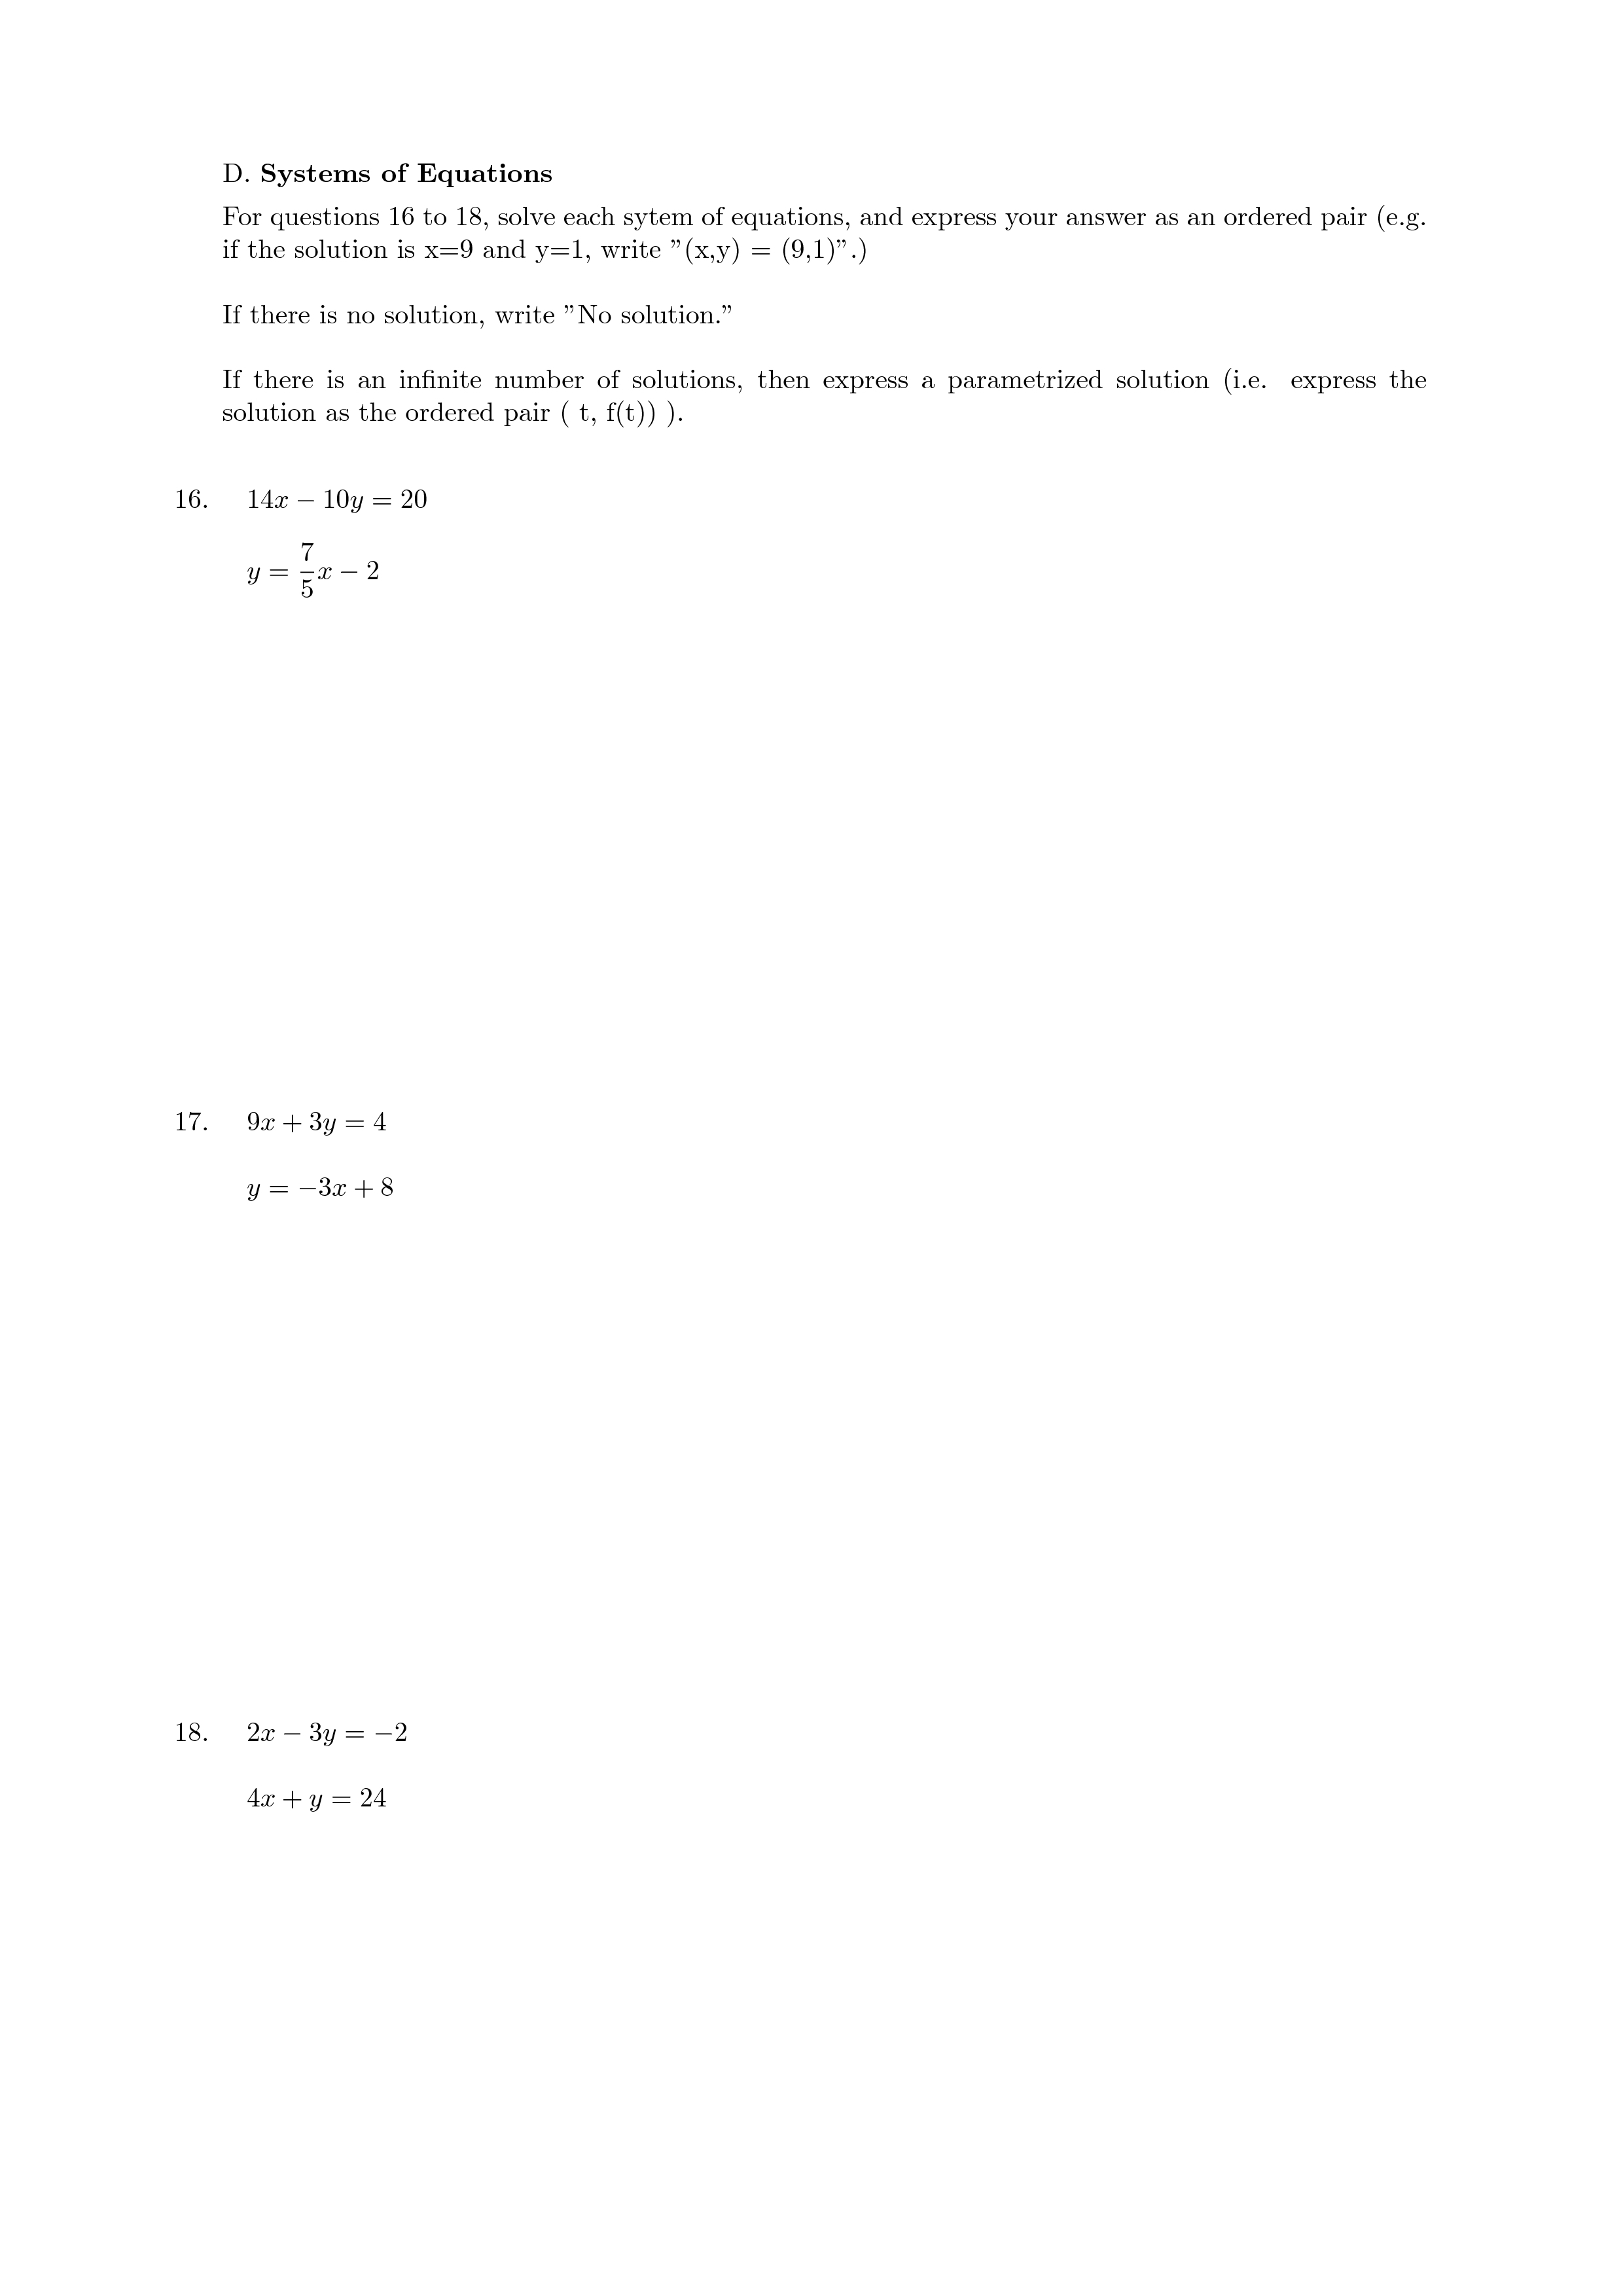 D. Systems of Equations
For questions 16 to 18, solve each sytem of equations, and express your answer as an ordered pair (e.g.
if the solution is x=9 and y=1, write ”(x,y) = (9,1)”.)
If there is no solution, write ”No solution.”
If there is an infinite number of solutions, then express a parametrized solution (i.e. express the
solution as the ordered pair ( t, f(t)) ).
16. 14x − 10y = 20
y = 7/5 x − 2
17. 9x + 3y = 4
y = −3x + 8
18. 2x − 3y = −2
4x + y = 24